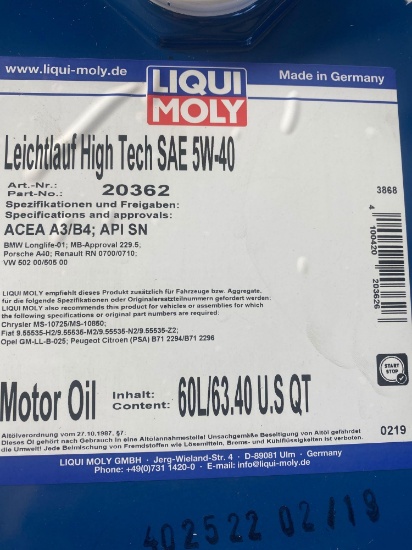 www.liqui-moly.de
LIQUI
MOLY
Made in Germany
Leichtlauf High Tech SAE 5W-40
Art.-Nr.:
Part-No.: 20362
3868
Spezifikationen und Freigaben:
Specifications and approvals:
ACEA A3/B4; API SN
BMW Longlife-01; MB-Approval 229.5;
Porsche A40; Renault RN 0700/0710;
VW 502 00/505 00
4 100420 203626
LIQUI MOLY empfiehlt dieses Produkt zusätzlich für Fahrzeuge bzw. Aggregate,
für die folgende Spezifikationen oder Originalersatzteilnummern gefordert werden:
LIQUI MOLY also recommends this product for vehicles or assemblies for which
the following specifications or original part numbers are required:
Chrysler MS-10725/MS-10850;
Fiat 9.55535-H2/9.55535-M2/9.55535-N2/9.55535-Z2;
Opel GM-LL-B-025; Peugeot Citroen (PSA) B71 2294/B71 2296
START
STOP
Motor Oil
Inhalt:
Content: 60L/63.40 U.S QT
Altölverordnung vom 27.10.1987, §7.
Dieses Öl gehört nach Gebrauch in eine Altölannahmestelle! Unsachgemäße Beseitigung von Altöl gefährdet
die Umwelt! Jede Beimischung von Fremdstoffen wie Lösemitteln, Brems- und Kühlflüssigkeiten ist verboten.
0219
LIQUI MOLY GMBH · Jerg-Wieland-Str. 4 · D-89081 Ulm · Germany
Phone: +49(0)731 1420-0 · E-Mail: info@liqui-moly.de
402522 02/19